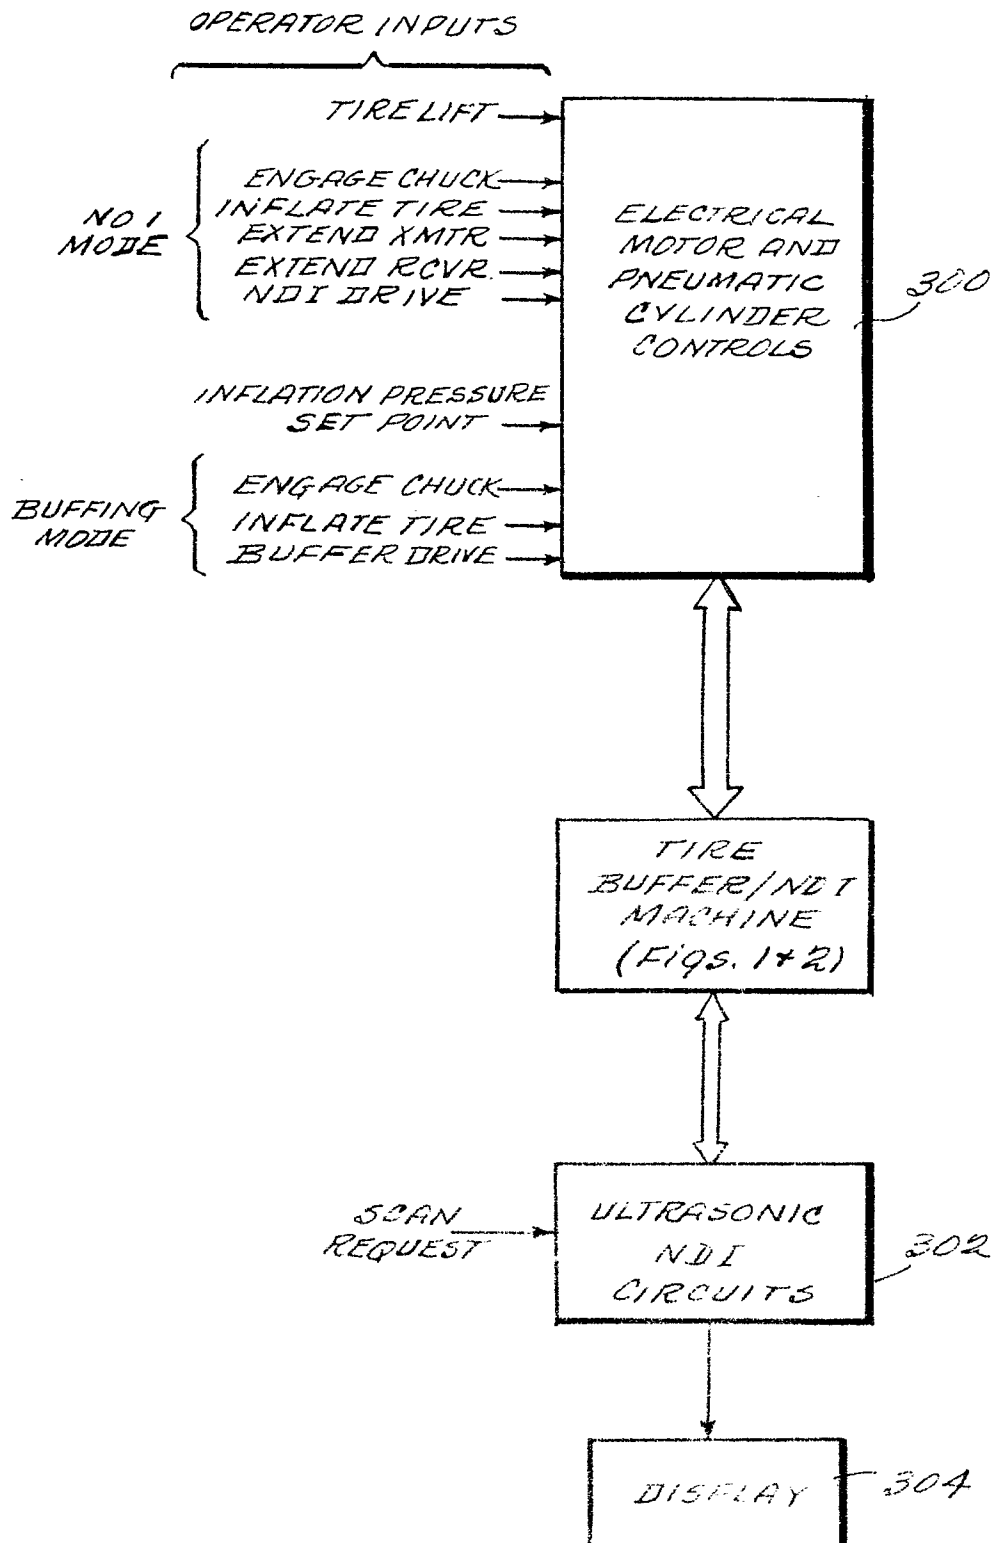 OPERATOR INPUTS
TIRE LIFT
NDI
MODE
ENGAGE CHUCK
INFLATE TIRE
EXTEND XMTR
EXTEND RCVR.
NDI DRIVE
ELECTRICAL
MOTOR AND
PNEUMATIC
CYLINDER
CONTROLS
300
INFLATION PRESSURE
SET POINT
BUFFING
MODE
ENGAGE CHUCK
INFLATE TIRE
BUFFER DRIVE
TIRE
BUFFER/NDI
MACHINE
(Figs. 1+2)
SCAN
REQUEST
ULTRASONIC
NDI
CIRCUITS
302
DISPLAY
304